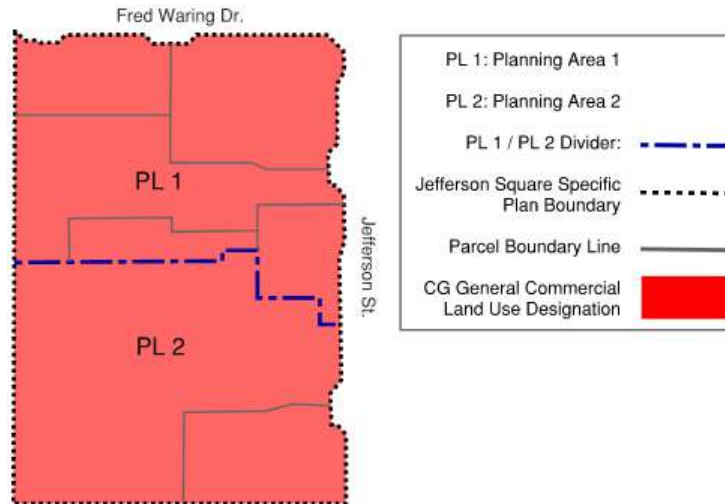 Fred Waring Dr.
PL 1
PL 2
Jefferson St.
PL 1: Planning Area 1
PL 2: Planning Area 2
PL 1 / PL 2 Divider:
Jefferson Square Specific
Plan Boundary
Parcel Boundary Line
CG General Commercial
Land Use Designation